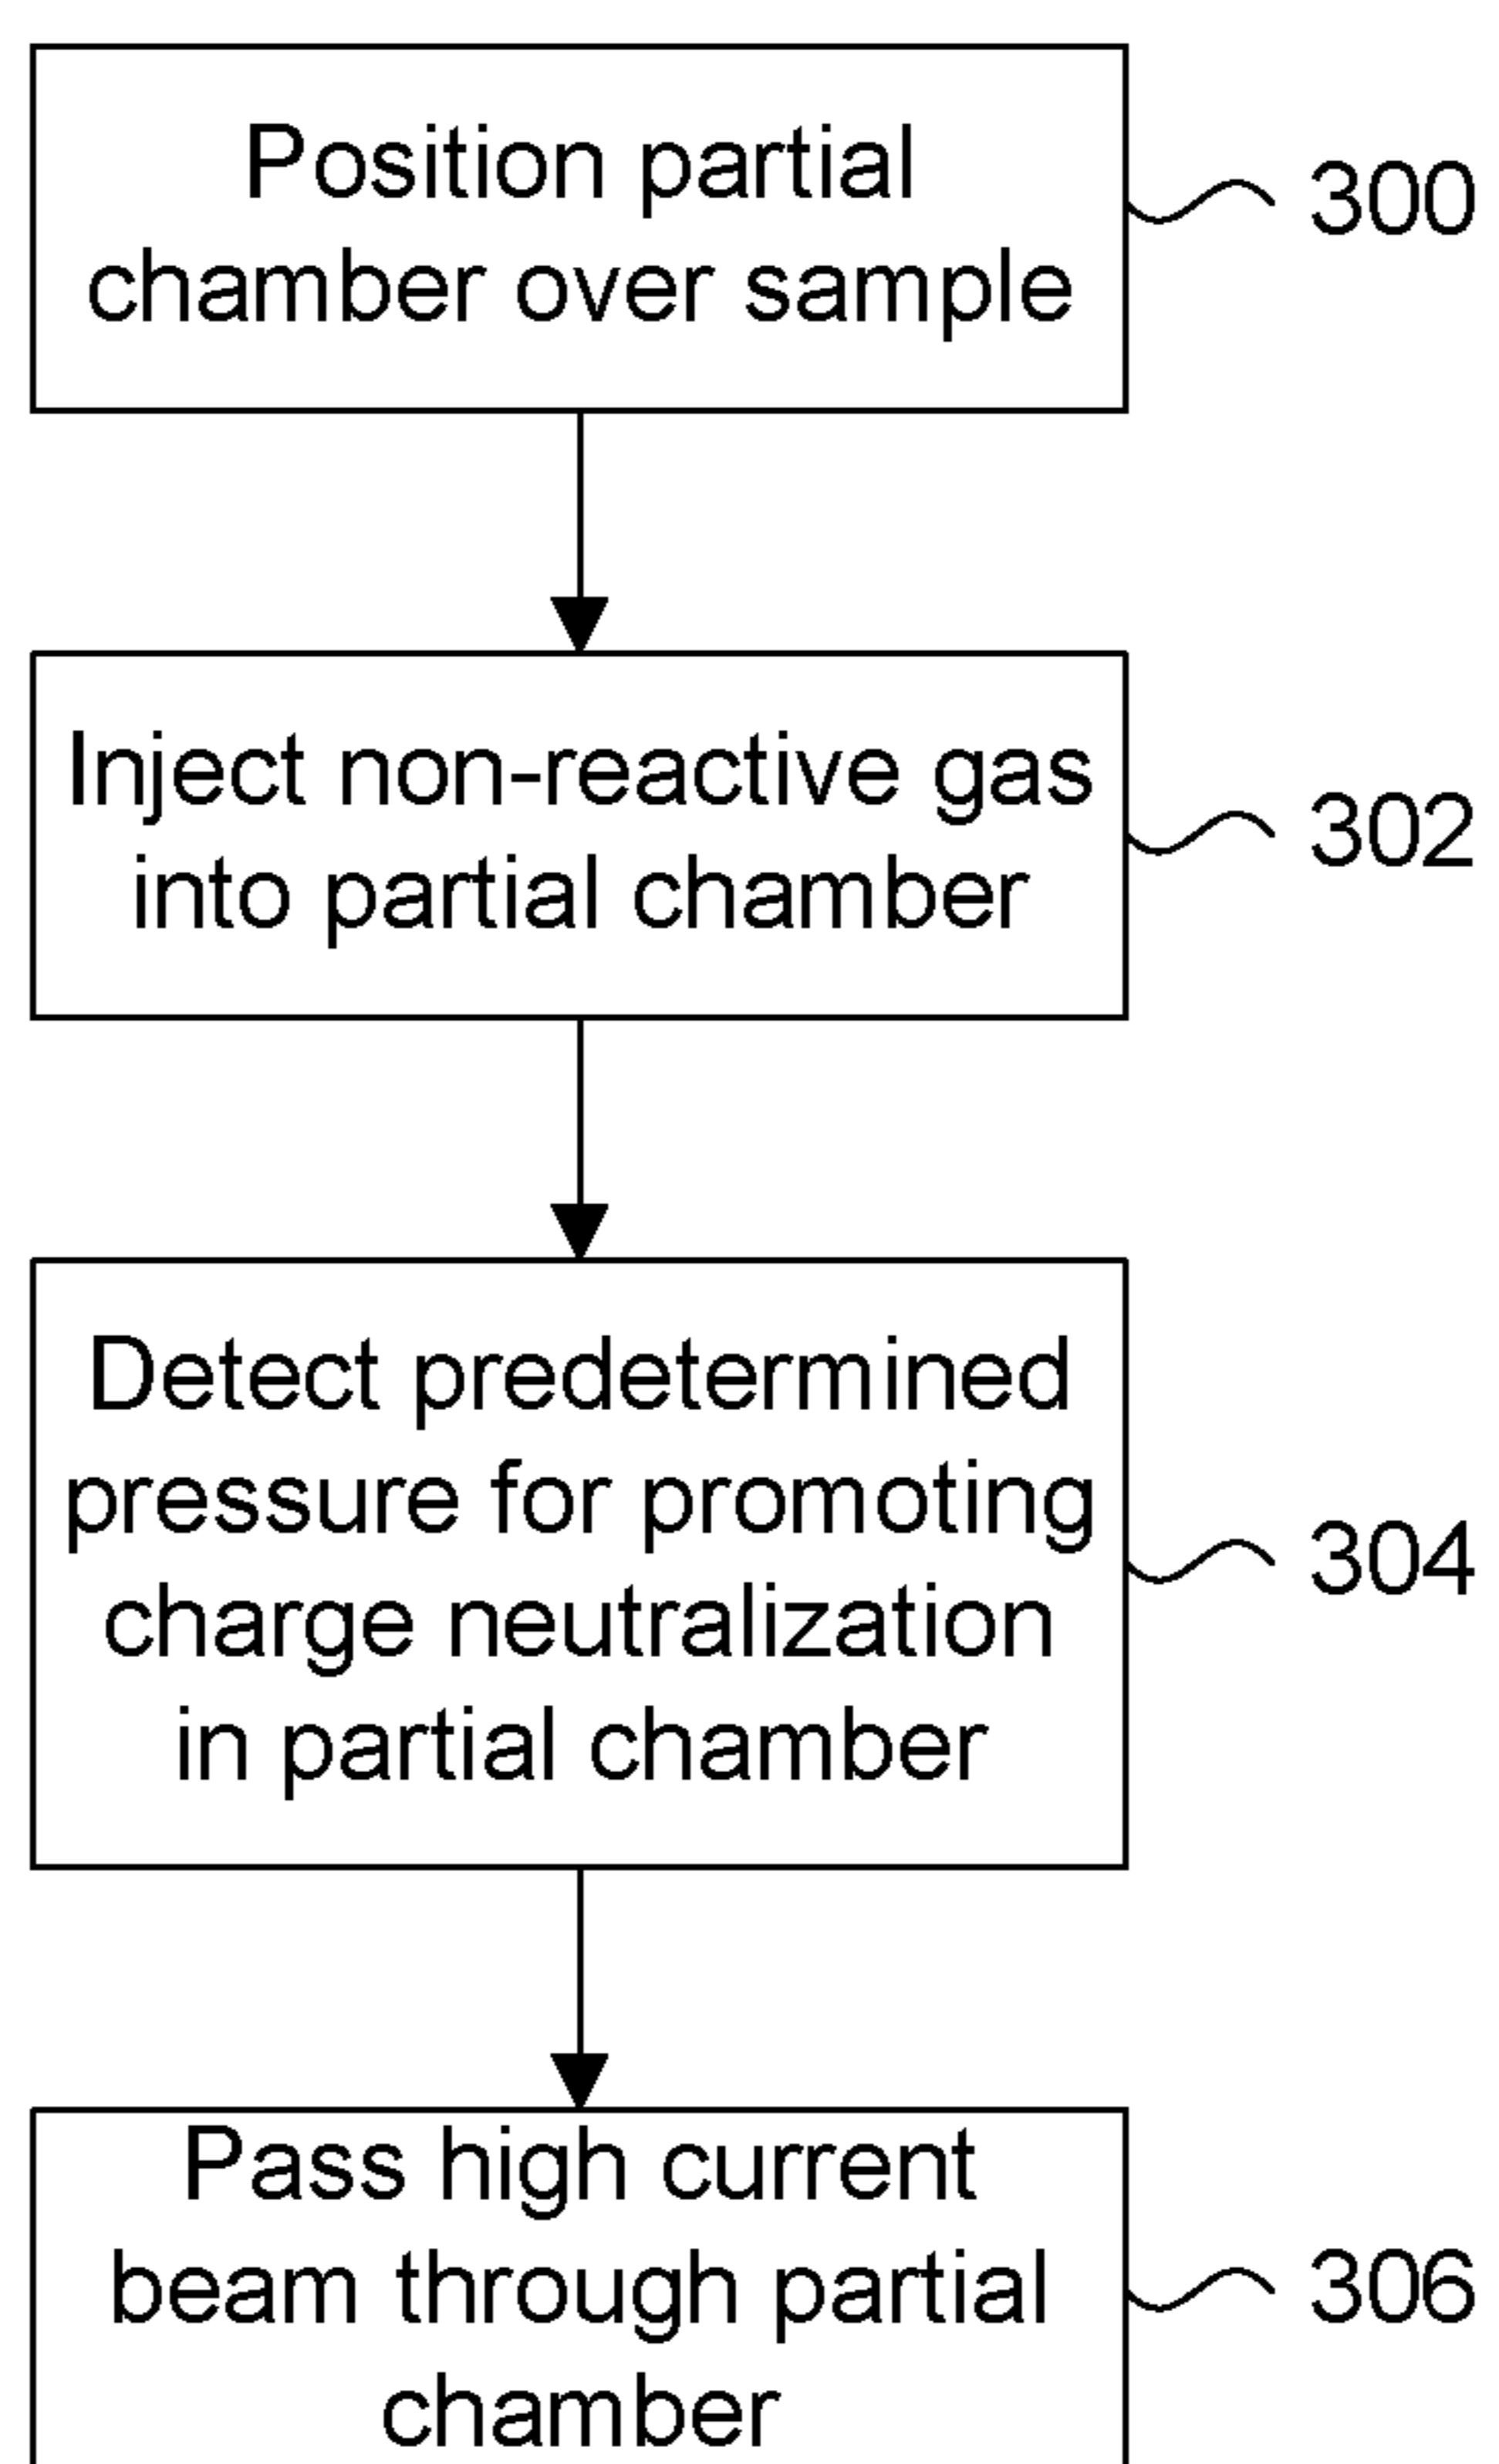 Position partial
chamber over sample
300
Inject non-reactive gas
into partial chamber
302
Detect predetermined
pressure for promoting
charge neutralization
in partial chamber
304
Pass high current
beam through partial
chamber
306